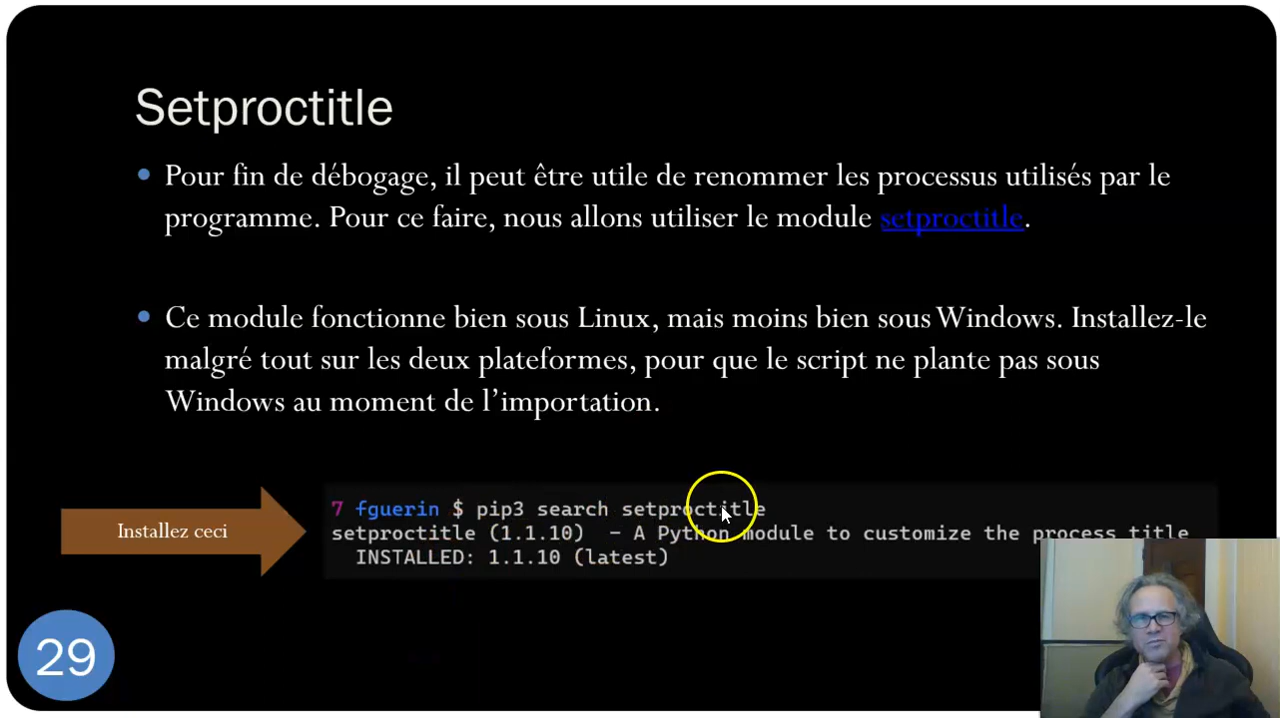 Setproctitle
Pour fin de débogage, il peut être utile de renommer les processus utilisés par le
programme. Pour ce faire, nous allons utiliser le module setproctitle.
Ce module fonctionne bien sous Linux, mais moins bien sous Windows. Installez-le
malgré tout sur les deux plateformes, pour que le script ne plante pas sous
Windows au moment de l’importation.
Installez ceci
7 fguerin $ pip3 search setproctitle
setproctitle (1.1.10) - A Python module to customize the process title
INSTALLED: 1.1.10 (latest)
29